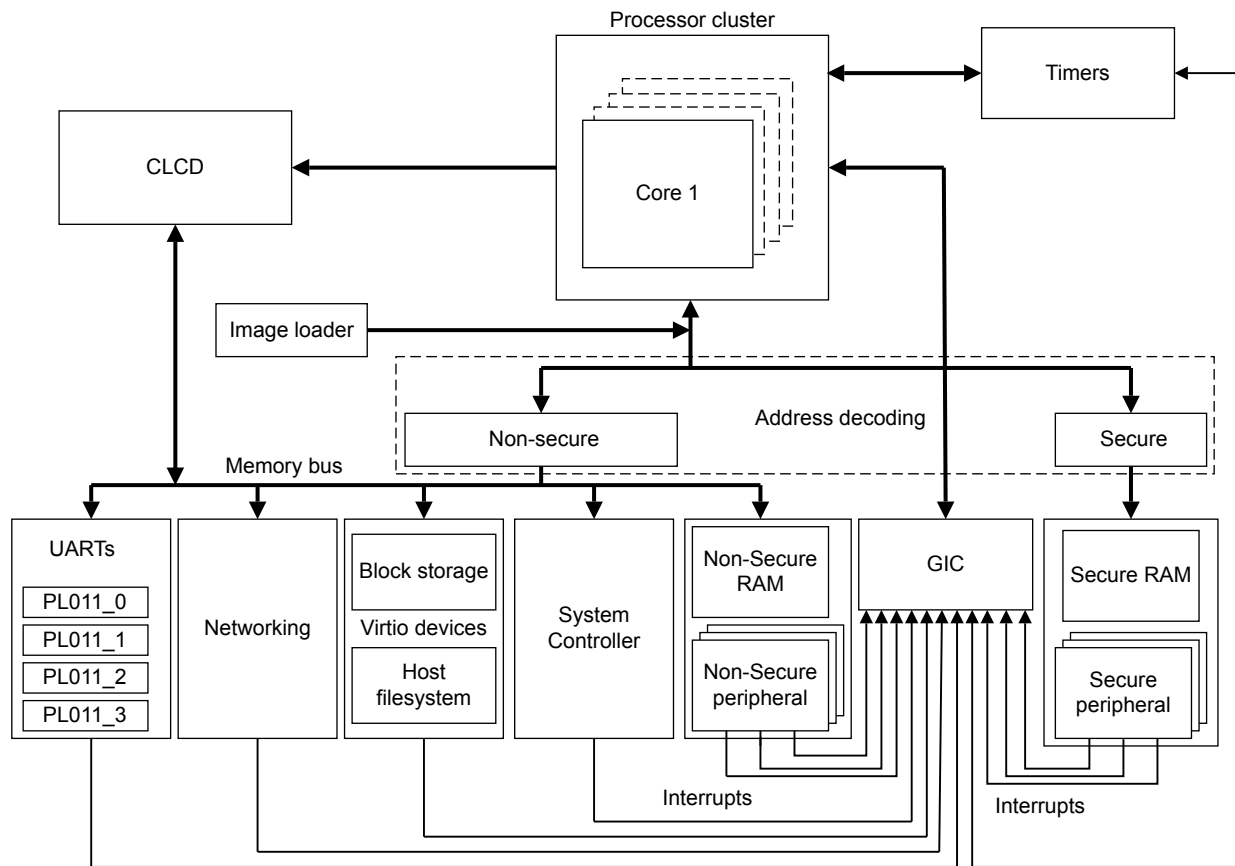 Processor cluster
Timers
CLCD
Core 1
Image loader
Address decoding
Non-secure
Secure
Memory bus
UARTs
PL011_0
PL011_1
PL011_2
PL011_3
Networking
Block storage
Virtio devices
Host
filesystem
System
Controller
Non-Secure
RAM
Non-Secure
peripheral
GIC
Secure RAM
Secure
peripheral
Interrupts
Interrupts